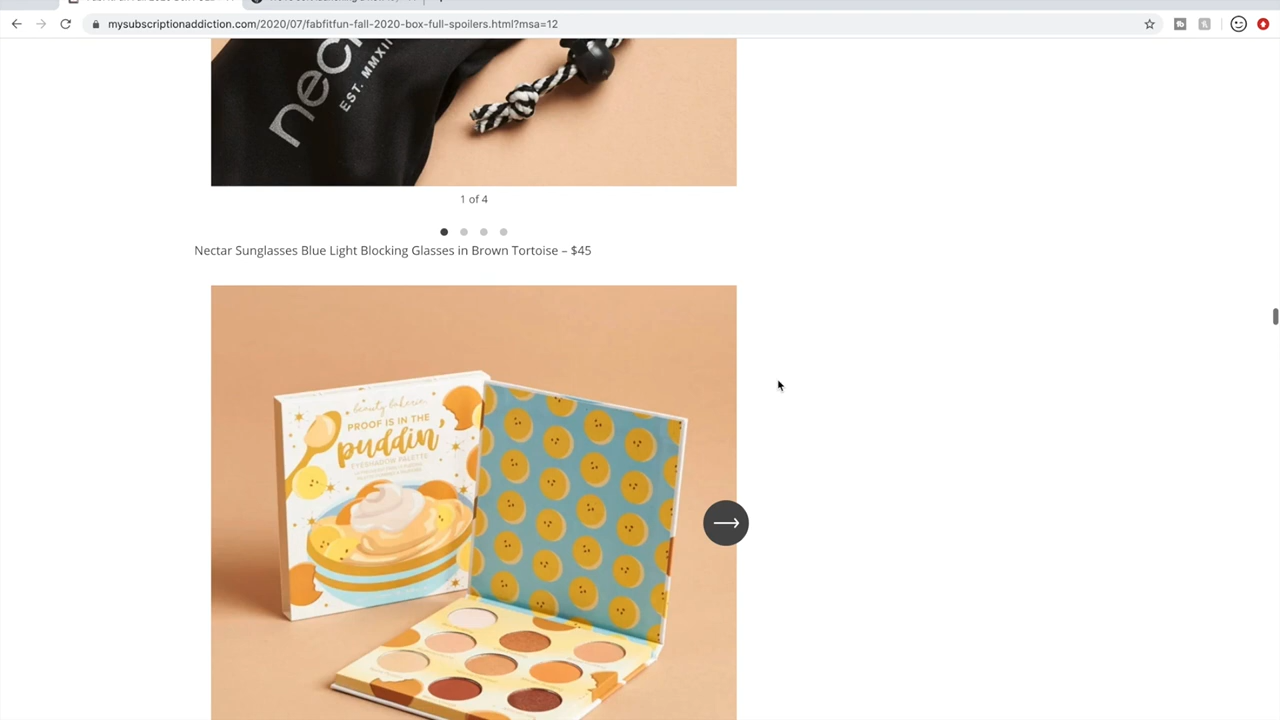 mysubscriptionaddiction.com/2020/07/fabfitfun-fall-2020-box-full-spoilers.html?msa=12
nec
EST. MMXII
1 of 4
Nectar Sunglasses Blue Light Blocking Glasses in Brown Tortoise – $45
beauty bakerie
PROOF IS IN THE
puddin'
EYESHADOW PALETTE